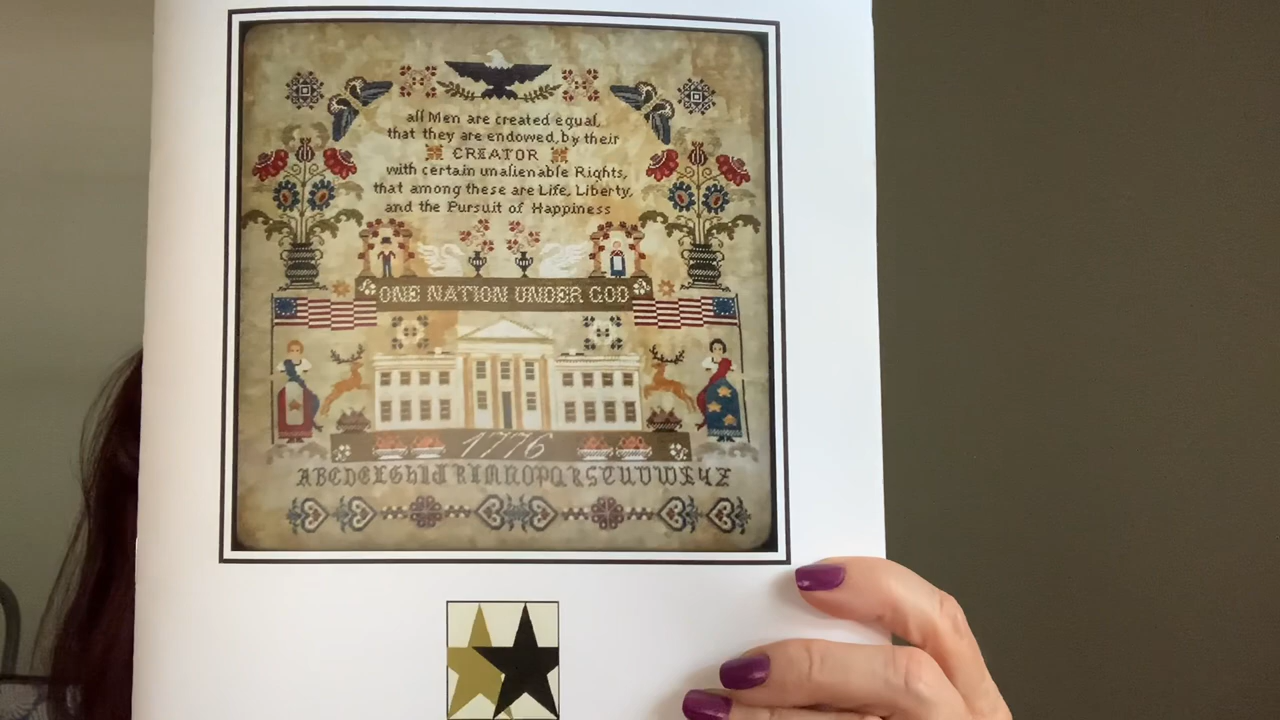 all Men are created equal,
that they are endowed, by their
CREATOR
with certain unalienable Rights,
that among these are Life, Liberty,
and the Pursuit of Happiness
ONE NATION UNDER GOD
1776
ABCDEFGHIJKLMNOPQRSTUVWXYZ